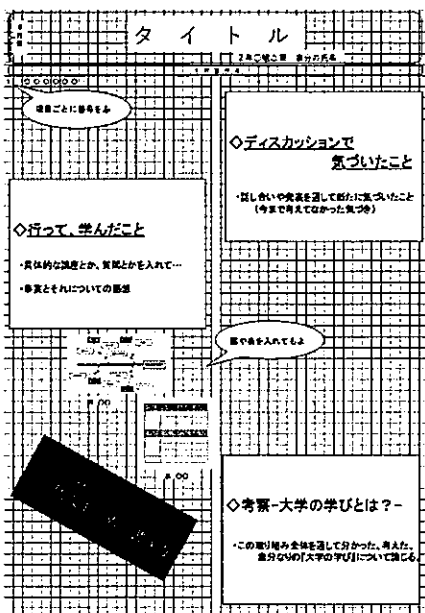 タイトル
2年○組○番 自分の氏名
○○○○○○
項目ごとに番号をふ
◇ディスカッションで
気づいたこと
・話し合いや発表を通して新たに気づいたこと
(今まで考えてなかった気づき)
◇行って、学んだこと
・具体的な講座とか、質問とかを入れて…
・事実とそれについての感想
図や表を入れてもよ
図 ○○
表 ○○
◇考察-大学の学びとは?-
・この取り組み全体を通して分かった、考えた、
自分なりの『大学の学び』について論じる。